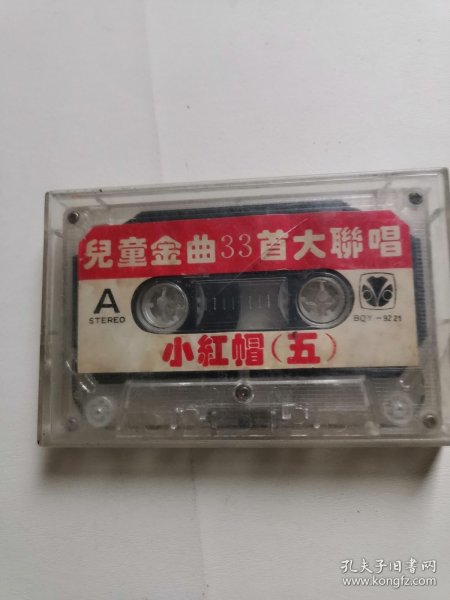 兒童金曲33首大聯唱
A
STEREO
BQY-9221
小紅帽(五)
孔夫子旧书网
www.kongfz.com